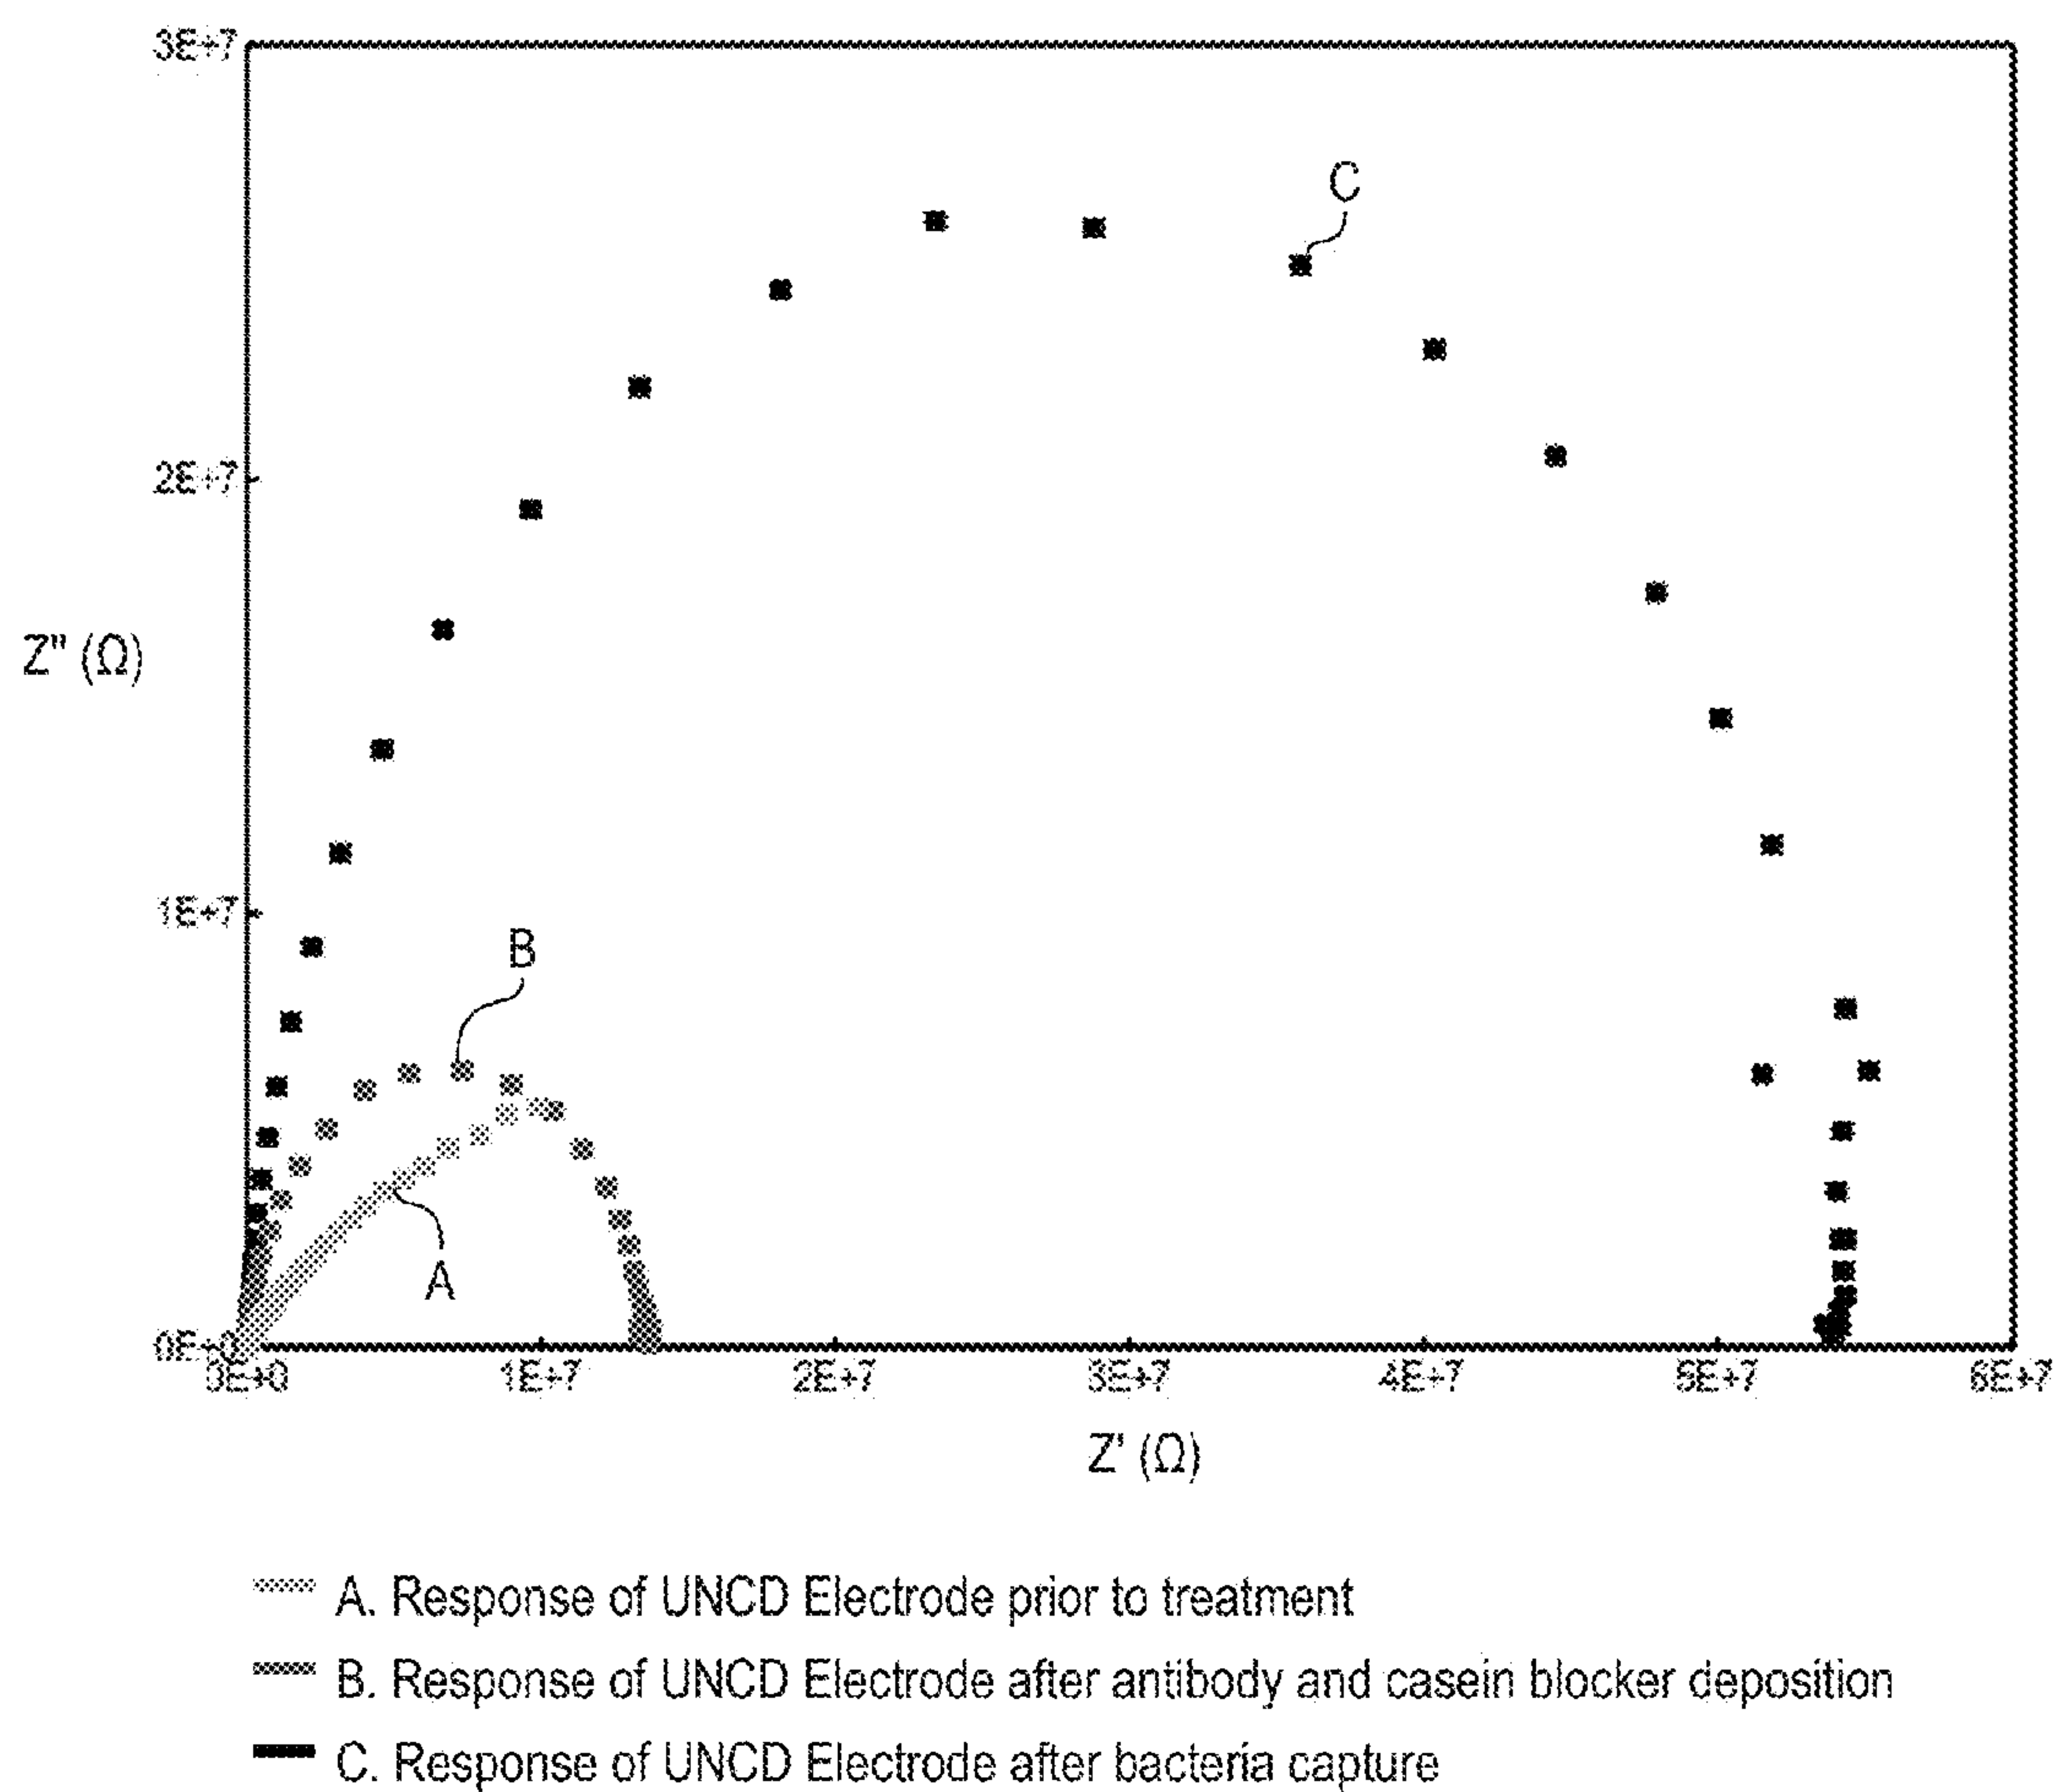 3E+7
C
2E+7
Z" (Ω)
1E+7
B
A
0E+0
0E+0 1E+7 2E+7 3E+7 4E+7 5E+7 6E+7
Z' (Ω)
A. Response of UNCD Electrode prior to treatment
B. Response of UNCD Electrode after antibody and casein blocker deposition
C. Response of UNCD Electrode after bacteria capture